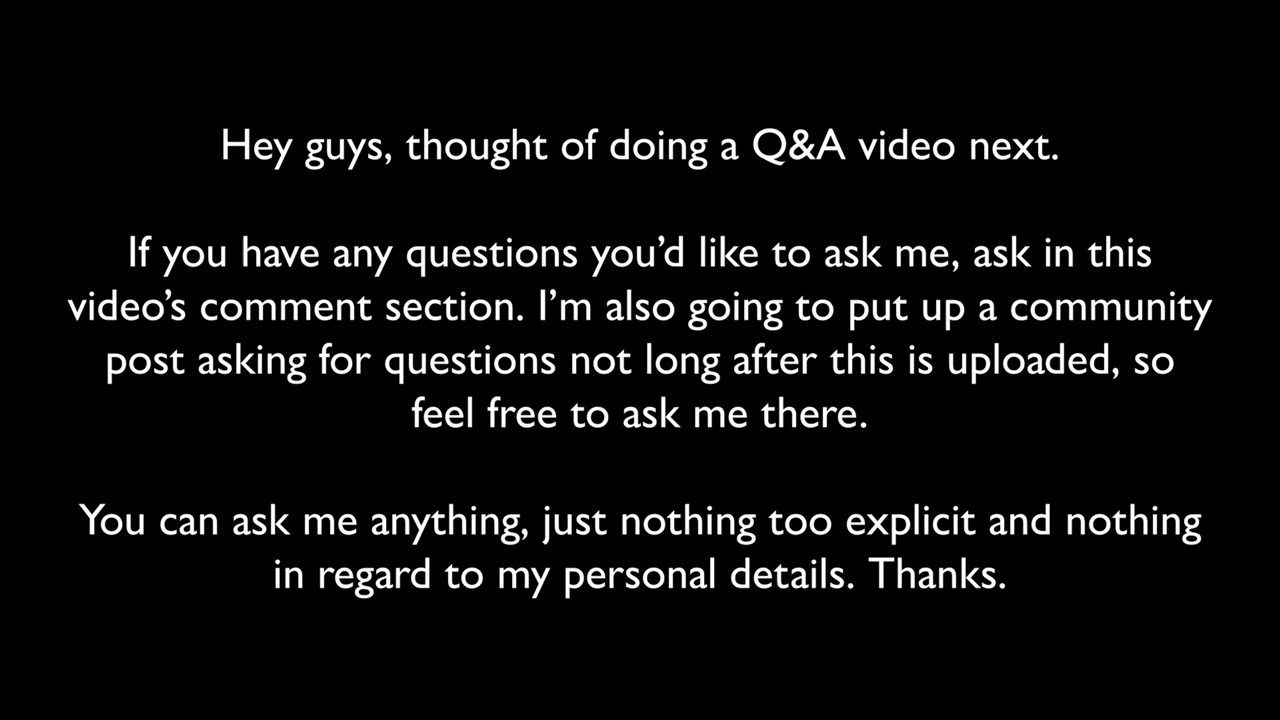 Hey guys, thought of doing a Q&A video next.
If you have any questions you’d like to ask me, ask in this
video’s comment section. I’m also going to put up a community
post asking for questions not long after this is uploaded, so
feel free to ask me there.
You can ask me anything, just nothing too explicit and nothing
in regard to my personal details. Thanks.